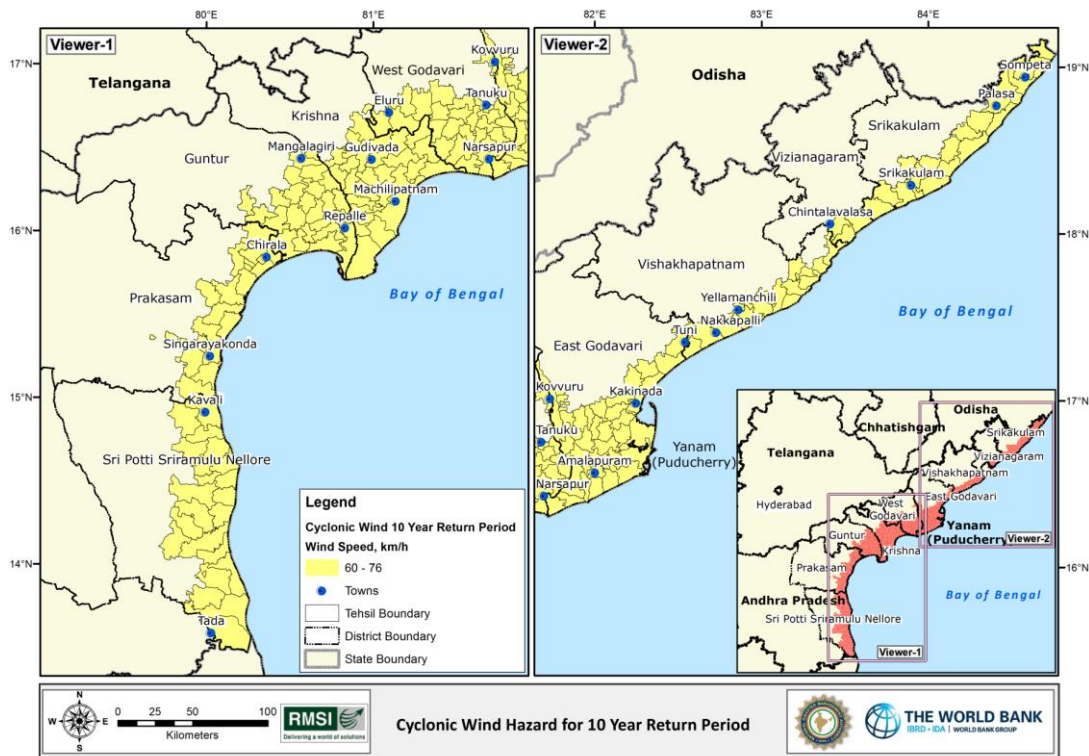 80°E
81°E
82°E
83°E
84°E
Viewer-1
17°N
16°N
15°N
14°N
Telangana
West Godavari
Kovvuru
Tanuku
Eluru
Krishna
Guntur
Mangalagiri
Gudivada
Narsapur
Machilipatnam
Repalle
Chirala
Bay of Bengal
Prakasam
Singarayakonda
Kavali
Sri Potti Sriramulu Nellore
Tada
Legend
Cyclonic Wind 10 Year Return Period
Wind Speed, km/h
60 - 76
Towns
Tehsil Boundary
District Boundary
State Boundary
Viewer-2
19°N
18°N
17°N
16°N
Odisha
Sompeta
Palasa
Srikakulam
Vizianagaram
Srikakulam
Chintalavalasa
Vishakhapatnam
Yellamanchili
Nakkapalli
Tuni
Bay of Bengal
East Godavari
Kovvuru
Kakinada
Tanuku
Amalapuram
Narsapur
Yanam
(Puducherry)
Odisha
Chhatishgarh
Srikakulam
Telangana
Vizianagaram
Vishakhapatnam
East Godavari
Hyderabad
West
Godavari
Yanam
(Puducherry)
Viewer-2
Guntur
Krishna
Prakasam
Andhra Pradesh
Bay of Bengal
Sri Potti Sriramulu Nellore
Viewer-1
N
W
E
S
0 25 50 100
Kilometers
RMSI
Delivering a world of solutions
Cyclonic Wind Hazard for 10 Year Return Period
THE WORLD BANK
IBRD • IDA | WORLD BANK GROUP